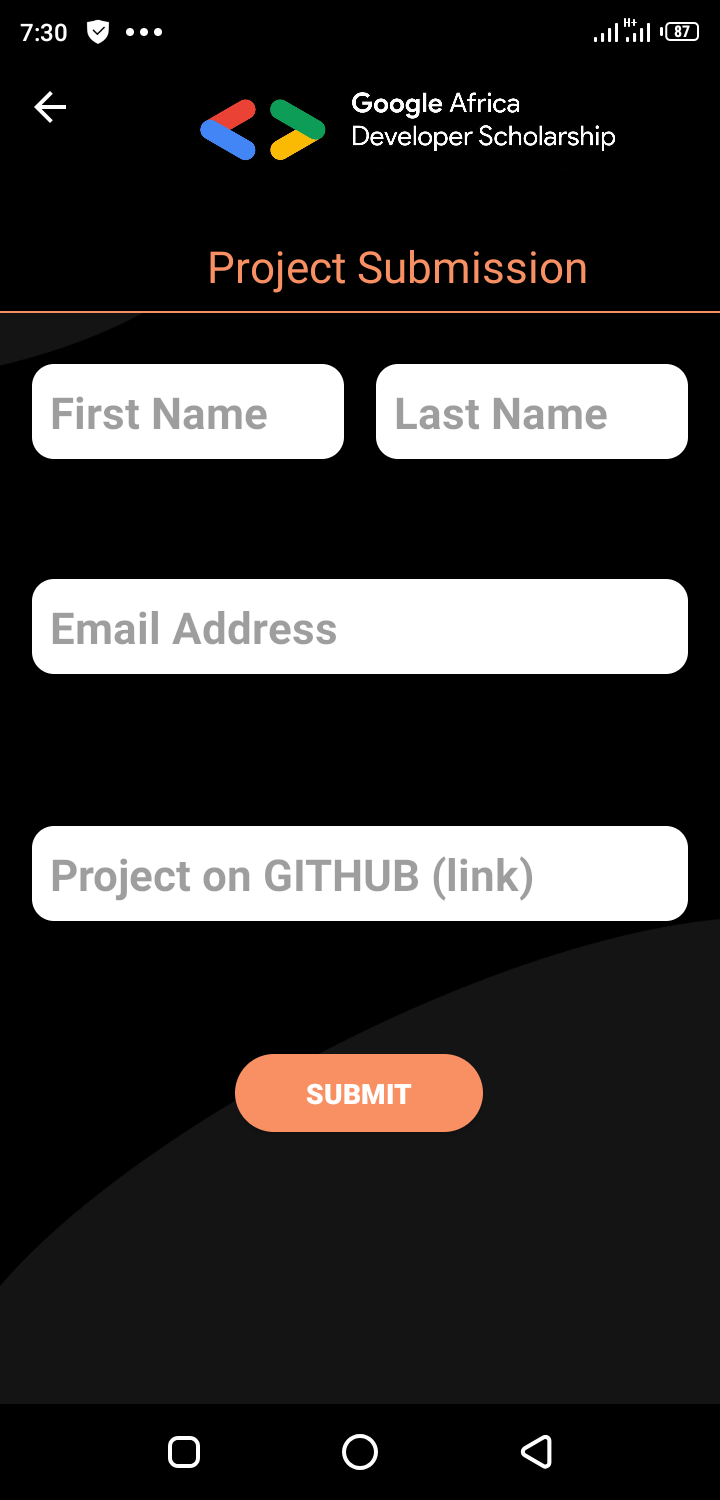 7:30
H+
87
Google Africa
Developer Scholarship
Project Submission
First Name
Last Name
Email Address
Project on GITHUB (link)
SUBMIT